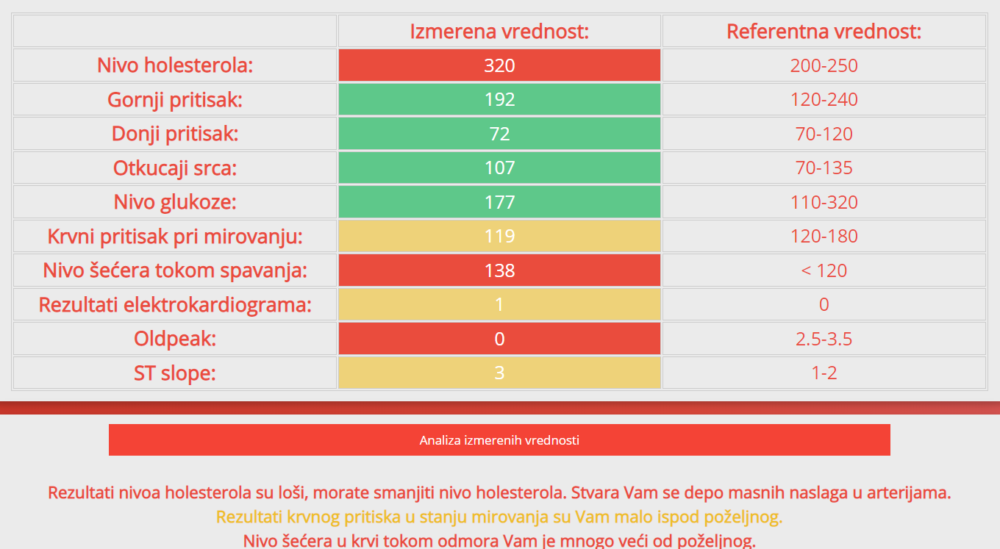 Izmerena vrednost: Referentna vrednost:
Nivo holesterola: 320 200-250
Gornji pritisak: 192 120-240
Donji pritisak: 72 70-120
Otkucaji srca: 107 70-135
Nivo glukoze: 177 110-320
Krvni pritisak pri mirovanju: 119 120-180
Nivo šećera tokom spavanja: 138 < 120
Rezultati elektrokardiograma: 1 0
Oldpeak: 0 2.5-3.5
ST slope: 3 1-2
Analiza izmerenih vrednosti
Rezultati nivoa holesterola su loši, morate smanjiti nivo holesterola. Stvara Vam se depo masnih naslaga u arterijama.
Rezultati krvnog pritiska u stanju mirovanja su Vam malo ispod poželjnog.
Nivo šećera u krvi tokom odmora Vam je mnogo veći od poželjnog.